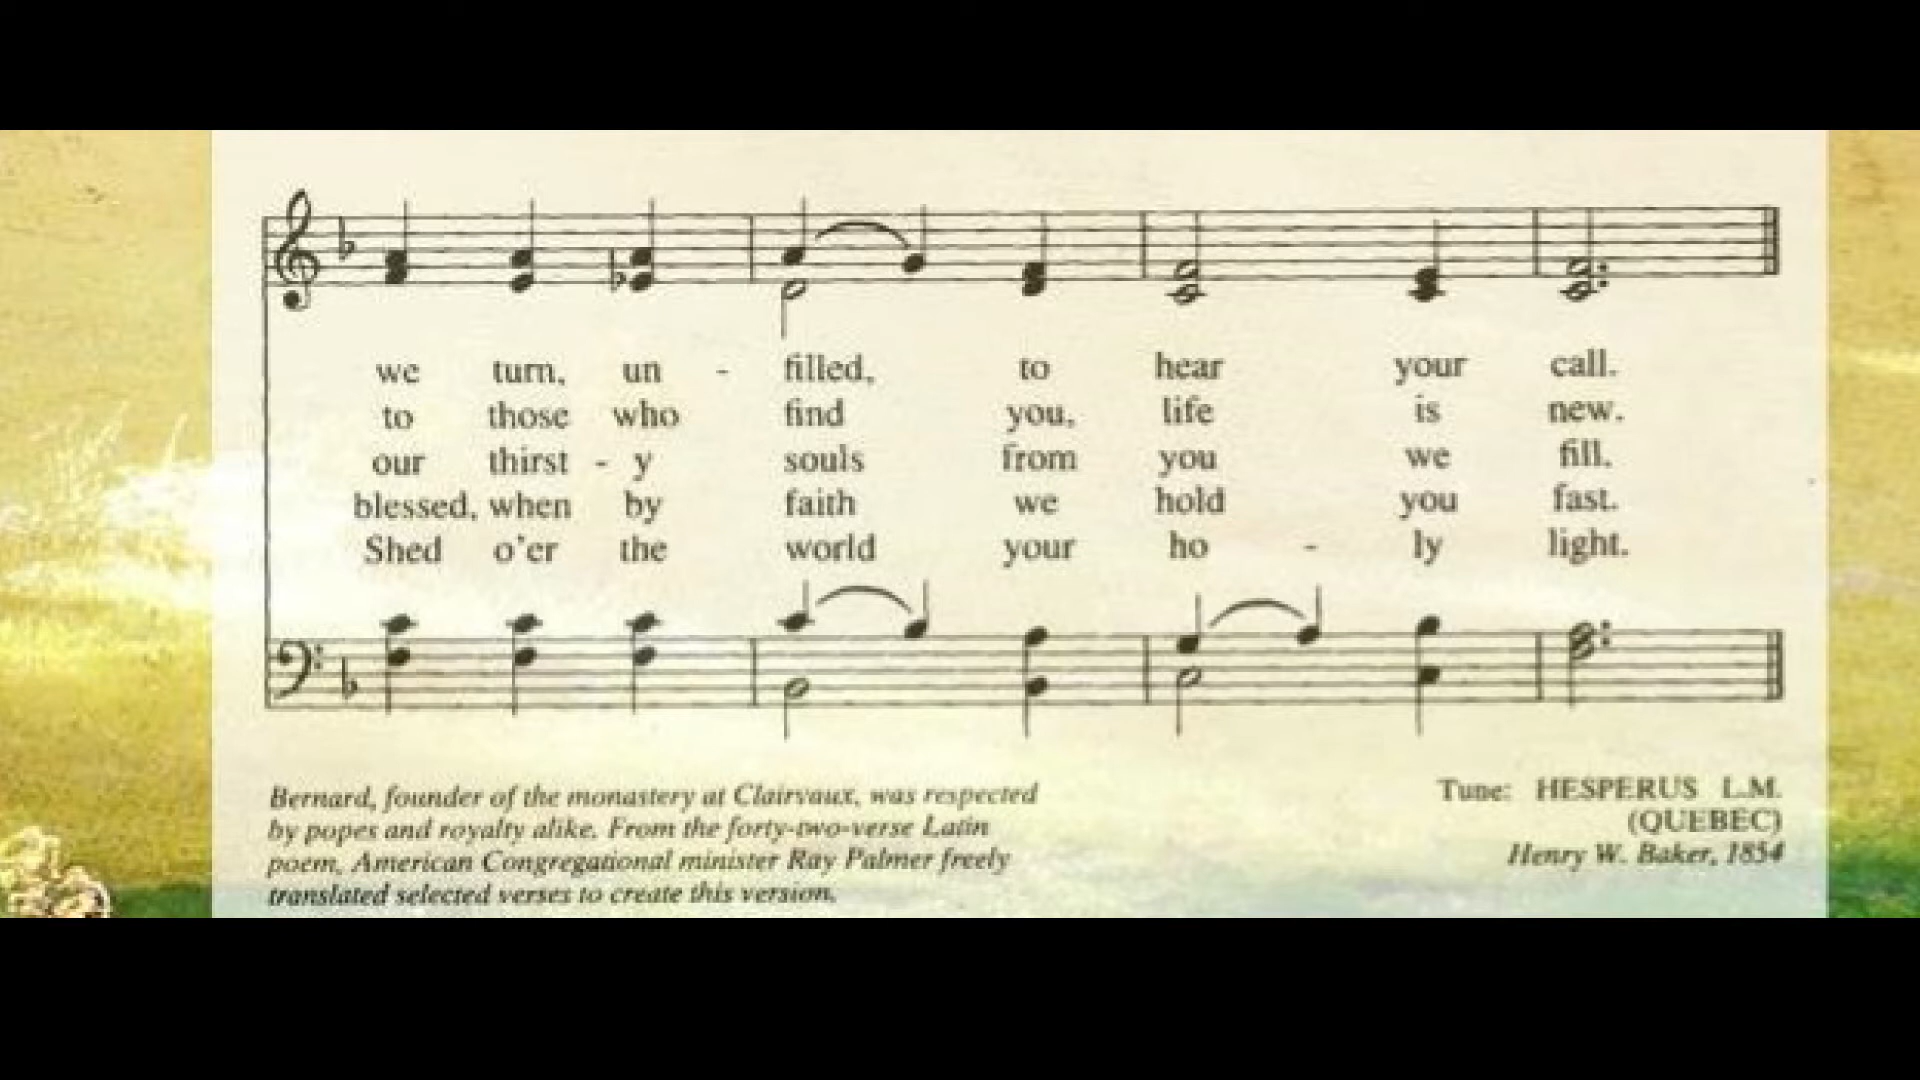 we turn, un - filled, to hear your call.
to those who find you, life is new.
our thirst - y souls from you we fill.
blessed, when by faith we hold you fast.
Shed o'er the world your ho - ly light.
Bernard, founder of the monastery at Clairvaux, was respected
by popes and royalty alike. From the forty-two-verse Latin
poem, American Congregational minister Ray Palmer freely
translated selected verses to create this version.
Tune: HESPERUS L.M.
(QUEBEC)
Henry W. Baker, 1854